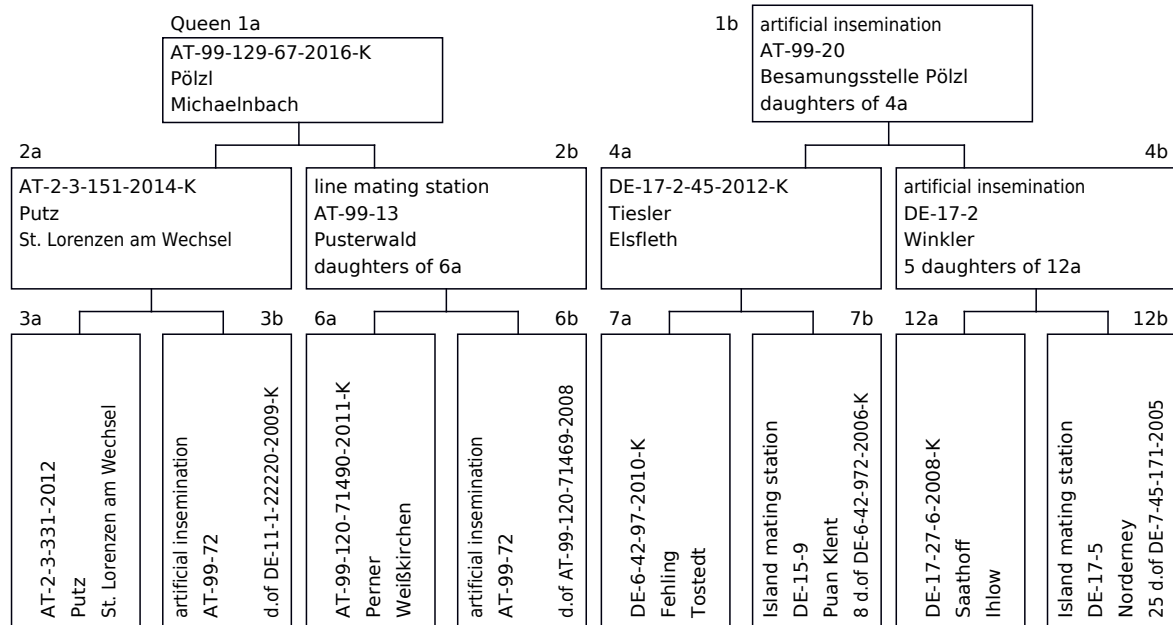 Queen 1a
AT-99-129-67-2016-K
Pölzl
Michaelnbach
1b
artificial insemination
AT-99-20
Besamungsstelle Pölzl
daughters of 4a
2a
AT-2-3-151-2014-K
Putz
St. Lorenzen am Wechsel
2b
line mating station
AT-99-13
Pusterwald
daughters of 6a
4a
DE-17-2-45-2012-K
Tiesler
Elsfleth
4b
artificial insemination
DE-17-2
Winkler
5 daughters of 12a
3a
AT-2-3-331-2012
Putz
St. Lorenzen am Wechsel
3b
artificial insemination
AT-99-72
d.of DE-11-1-22220-2009-K
6a
AT-99-120-71490-2011-K
Perner
Weißkirchen
6b
artificial insemination
AT-99-72
d.of AT-99-120-71469-2008
7a
DE-6-42-97-2010-K
Fehling
Tostedt
7b
Island mating station
DE-15-9
Puan Klent
8 d.of DE-6-42-972-2006-K
12a
DE-17-27-6-2008-K
Saathoff
Ihlow
12b
Island mating station
DE-17-5
Norderney
25 d.of DE-7-45-171-2005